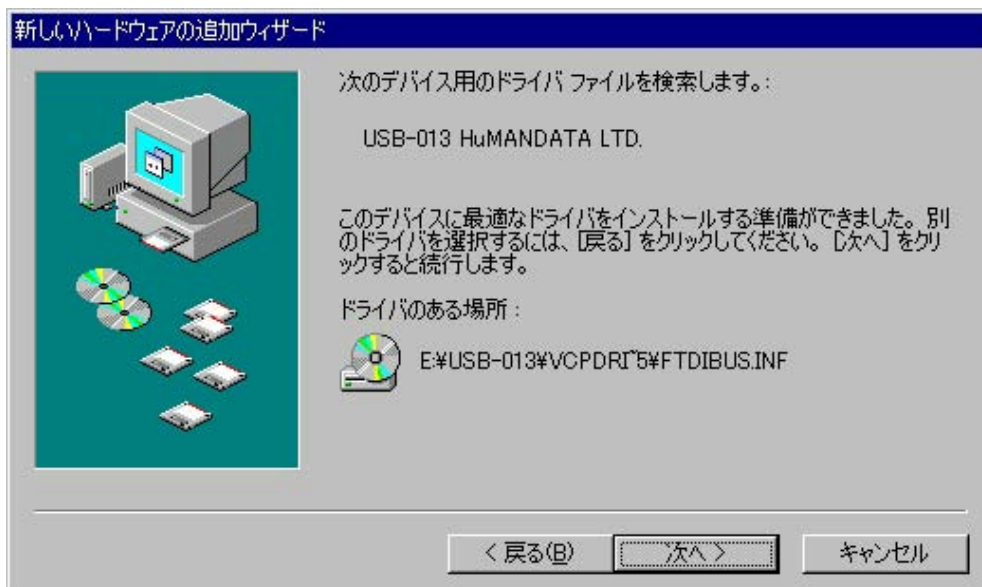 新しいハードウェアの追加ウィザード
次のデバイス用のドライバ ファイルを検索します。:
USB-013 HuMANDATA LTD.
このデバイスに最適なドライバをインストールする準備ができました。別
のドライバを選択するには、[戻る] をクリックしてください。[次へ] をクリ
ックすると続行します。
ドライバのある場所:
E:¥USB-013¥VCPDRI~5¥FTDIBUS.INF
< 戻る(B)
次へ >
キャンセル